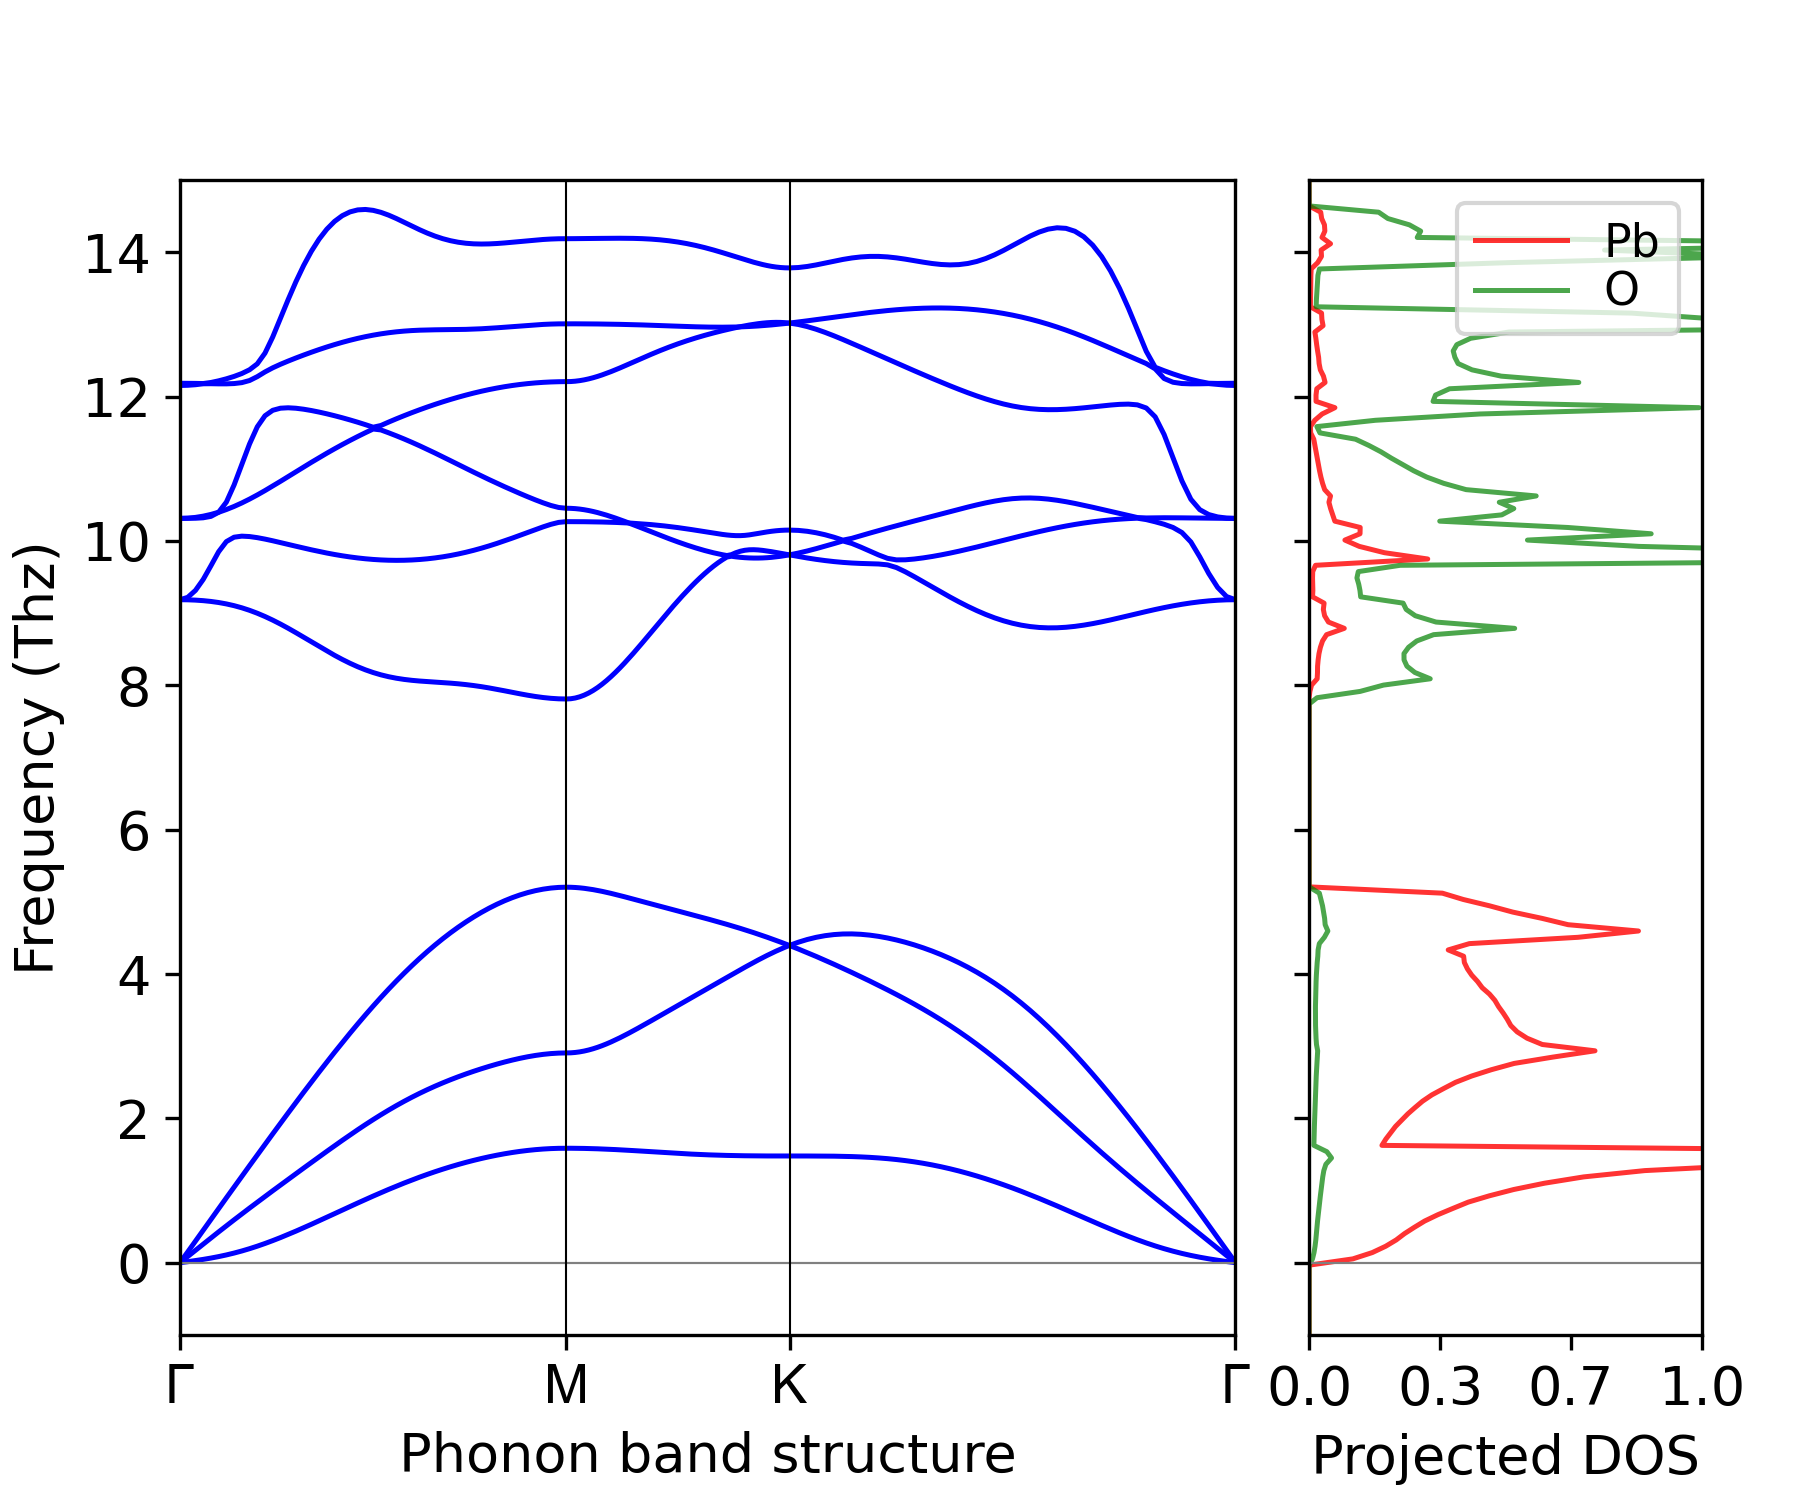 Frequency (Thz)
14
12
10
8
6
4
2
0
Γ M K Γ
Phonon band structure
Pb
O
0.0 0.3 0.7 1.0
Projected DOS